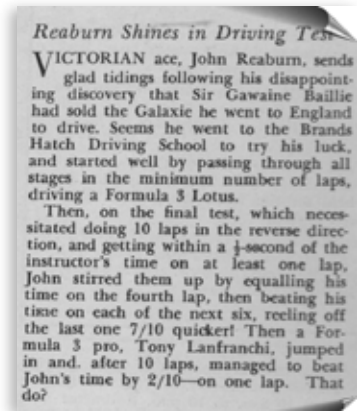 Reaburn Shines in Driving Test
VICTORIAN ace, John Reaburn, sends
glad tidings following his disappoint-
ing discovery that Sir Gawaine Baillie
had sold the Galaxie he went to England
to drive. Seems he went to the Brands
Hatch Driving School to try his luck,
and started well by passing through all
stages in the minimum number of laps,
driving a Formula 3 Lotus.
Then, on the final test, which neces-
sitated doing 10 laps in the reverse direc-
tion, and getting within a ½-second of the
instructor's time on at least one lap,
John stirred them up by equalling his
time on the fourth lap, then beating his
time on each of the next six, reeling off
the last one 7/10 quicker! Then a For-
mula 3 pro, Tony Lanfranchi, jumped
in and. after 10 laps, managed to beat
John's time by 2/10—on one lap. That
do?